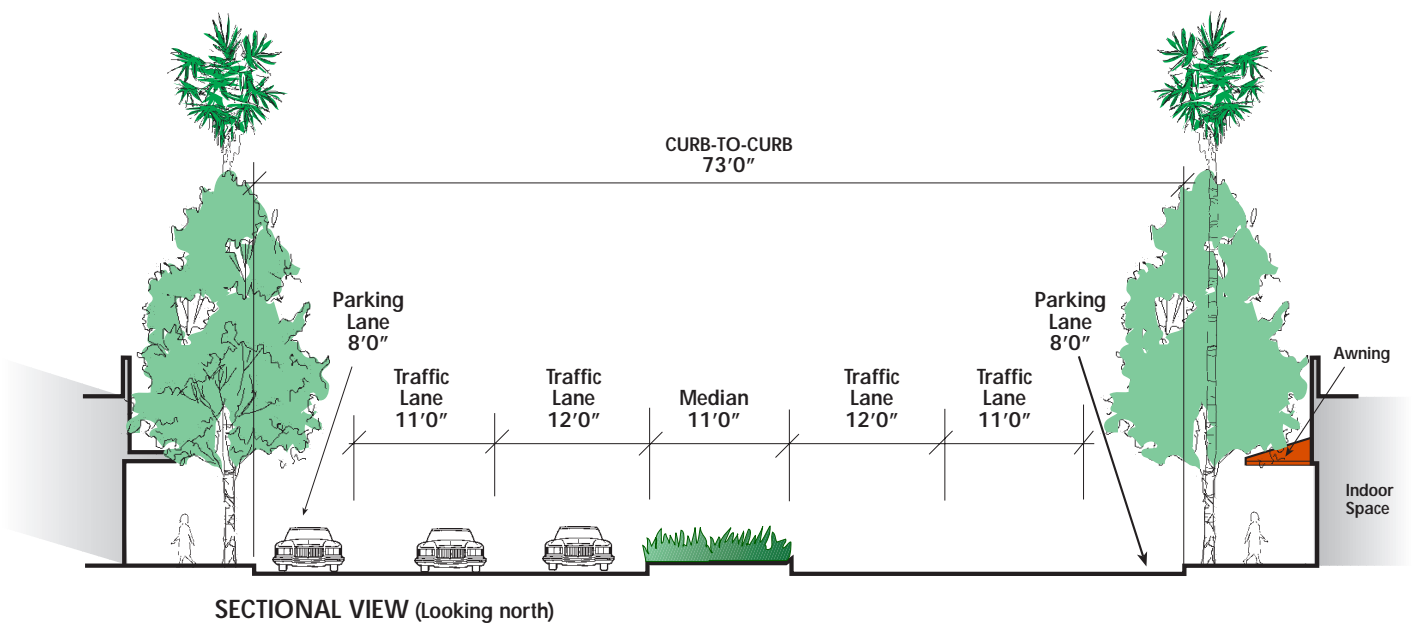 CURB-TO-CURB
73’0”
Parking
Lane
8’0”
Parking
Lane
8’0”
Awning
Traffic
Lane
11’0”
Traffic
Lane
12’0”
Median
11’0”
Traffic
Lane
12’0”
Traffic
Lane
11’0”
Indoor
Space
SECTIONAL VIEW (Looking north)